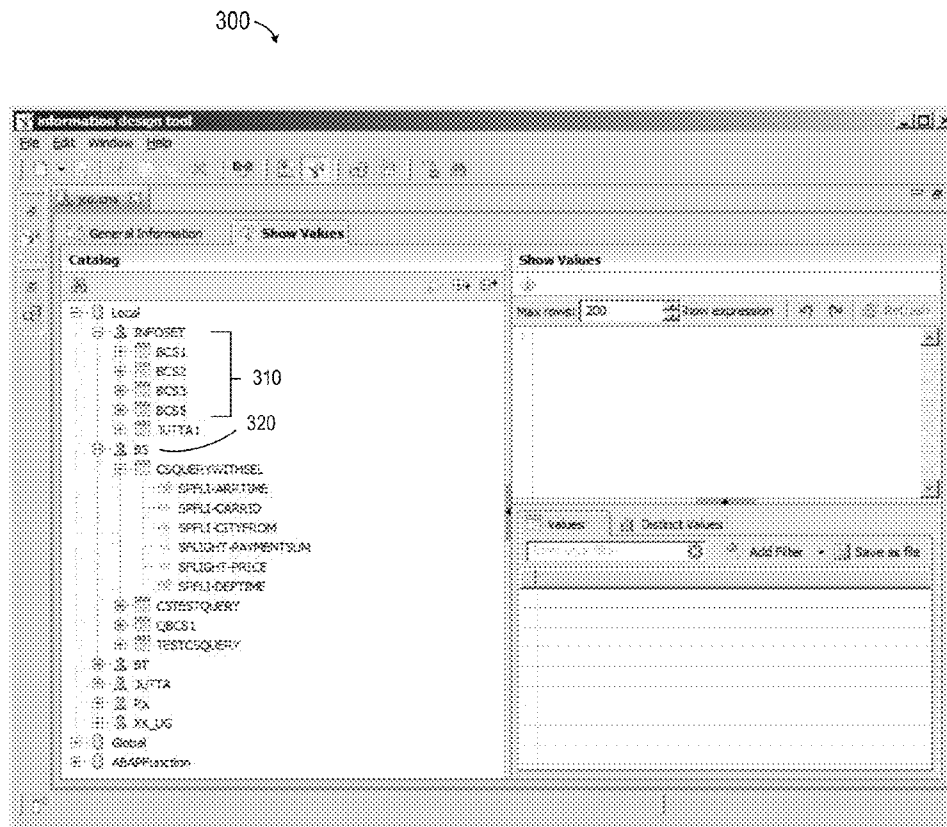 300
information design tool
File Edit Window Help
General Information Show Values
Catalog
Show Values
Max rows: 200 Show expression Refresh
Local
INFOSET
BCS1
BCS2
BCS3
BCS5
310
JUTTA1
320
BS
CSQUERYWITHSEL
SPFLI-ARRTIME
SPFLI-CARRID
SPFLI-CITYFROM
SFLIGHT-PAYMENTSUM
SFLIGHT-PRICE
SPFLI-DEPTIME
CSTESTQUERY
QBCS1
TESTCSQUERY
Values Distinct values
Add Filter Save as file
BT
JUTTA
XK_UG
Global
ABAPFunction